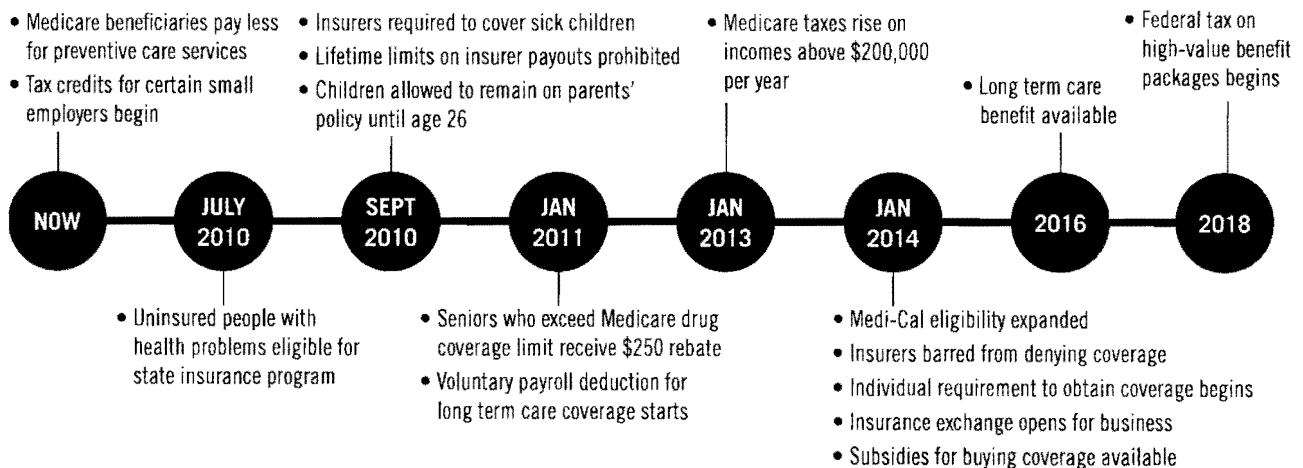 • Medicare beneficiaries pay less
for preventive care services
• Tax credits for certain small
employers begin
• Insurers required to cover sick children
• Lifetime limits on insurer payouts prohibited
• Children allowed to remain on parents'
policy until age 26
• Medicare taxes rise on
incomes above $200,000
per year
• Long term care
benefit available
• Federal tax on
high-value benefit
packages begins
NOW
JULY
2010
SEPT
2010
JAN
2011
JAN
2013
JAN
2014
2016
2018
• Uninsured people with
health problems eligible for
state insurance program
• Seniors who exceed Medicare drug
coverage limit receive $250 rebate
• Voluntary payroll deduction for
long term care coverage starts
• Medi-Cal eligibility expanded
• Insurers barred from denying coverage
• Individual requirement to obtain coverage begins
• Insurance exchange opens for business
• Subsidies for buying coverage available